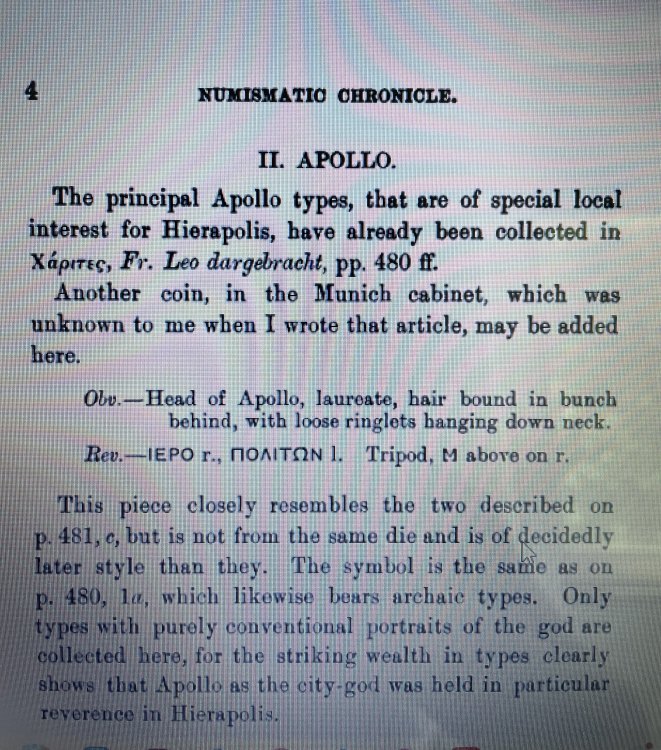 4
NUMISMATIC CHRONICLE.
II. APOLLO.
The principal Apollo types, that are of special local
interest for Hierapolis, have already been collected in
Χάριτες, Fr. Leo dargebracht, pp. 480 ff.
Another coin, in the Munich cabinet, which was
unknown to me when I wrote that article, may be added
here.
Obv.—Head of Apollo, laureate, hair bound in bunch
behind, with loose ringlets hanging down neck.
Rev.—ΙΕΡΟ r., ΠΟΛΙΤΩΝ l. Tripod, M above on r.
This piece closely resembles the two described on
p. 481, c, but is not from the same die and is of decidedly
later style than they. The symbol is the same as on
p. 480, 1a, which likewise bears archaic types. Only
types with purely conventional portraits of the god are
collected here, for the striking wealth in types clearly
shows that Apollo as the city-god was held in particular
reverence in Hierapolis.